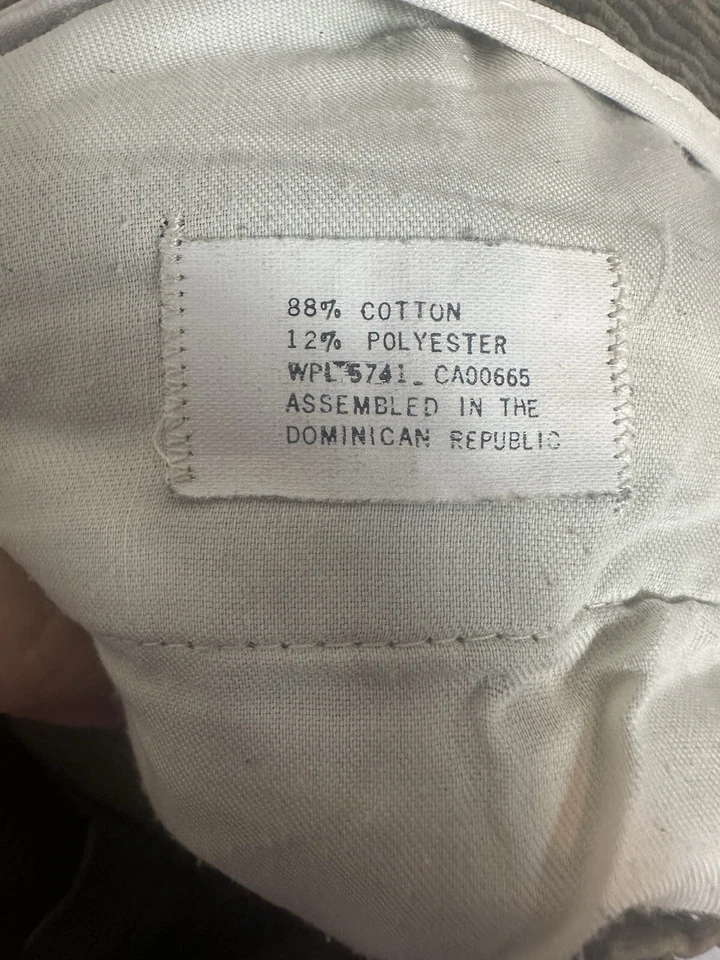 88% COTTON
12% POLYESTER
WPL 5741 CA00665
ASSEMBLED IN THE
DOMINICAN REPUBLIC